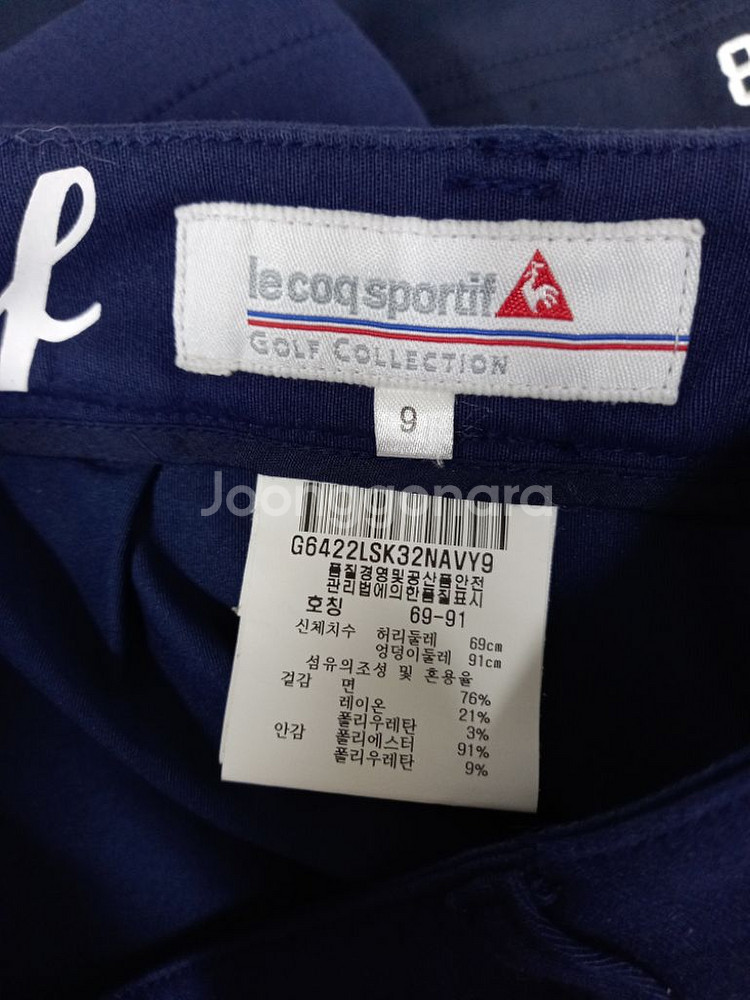 8
f
le coq sportif
GOLF COLLECTION
9
Joonggonara
G6422LSK32NAVY9
품질경영및공산품안전
관리법에의한품질표시
호칭 69-91
신체치수 허리둘레 69cm
엉덩이둘레 91cm
섬유의조성 및 혼용율
겉감 면 76%
레이온 21%
폴리우레탄 3%
안감 폴리에스터 91%
폴리우레탄 9%